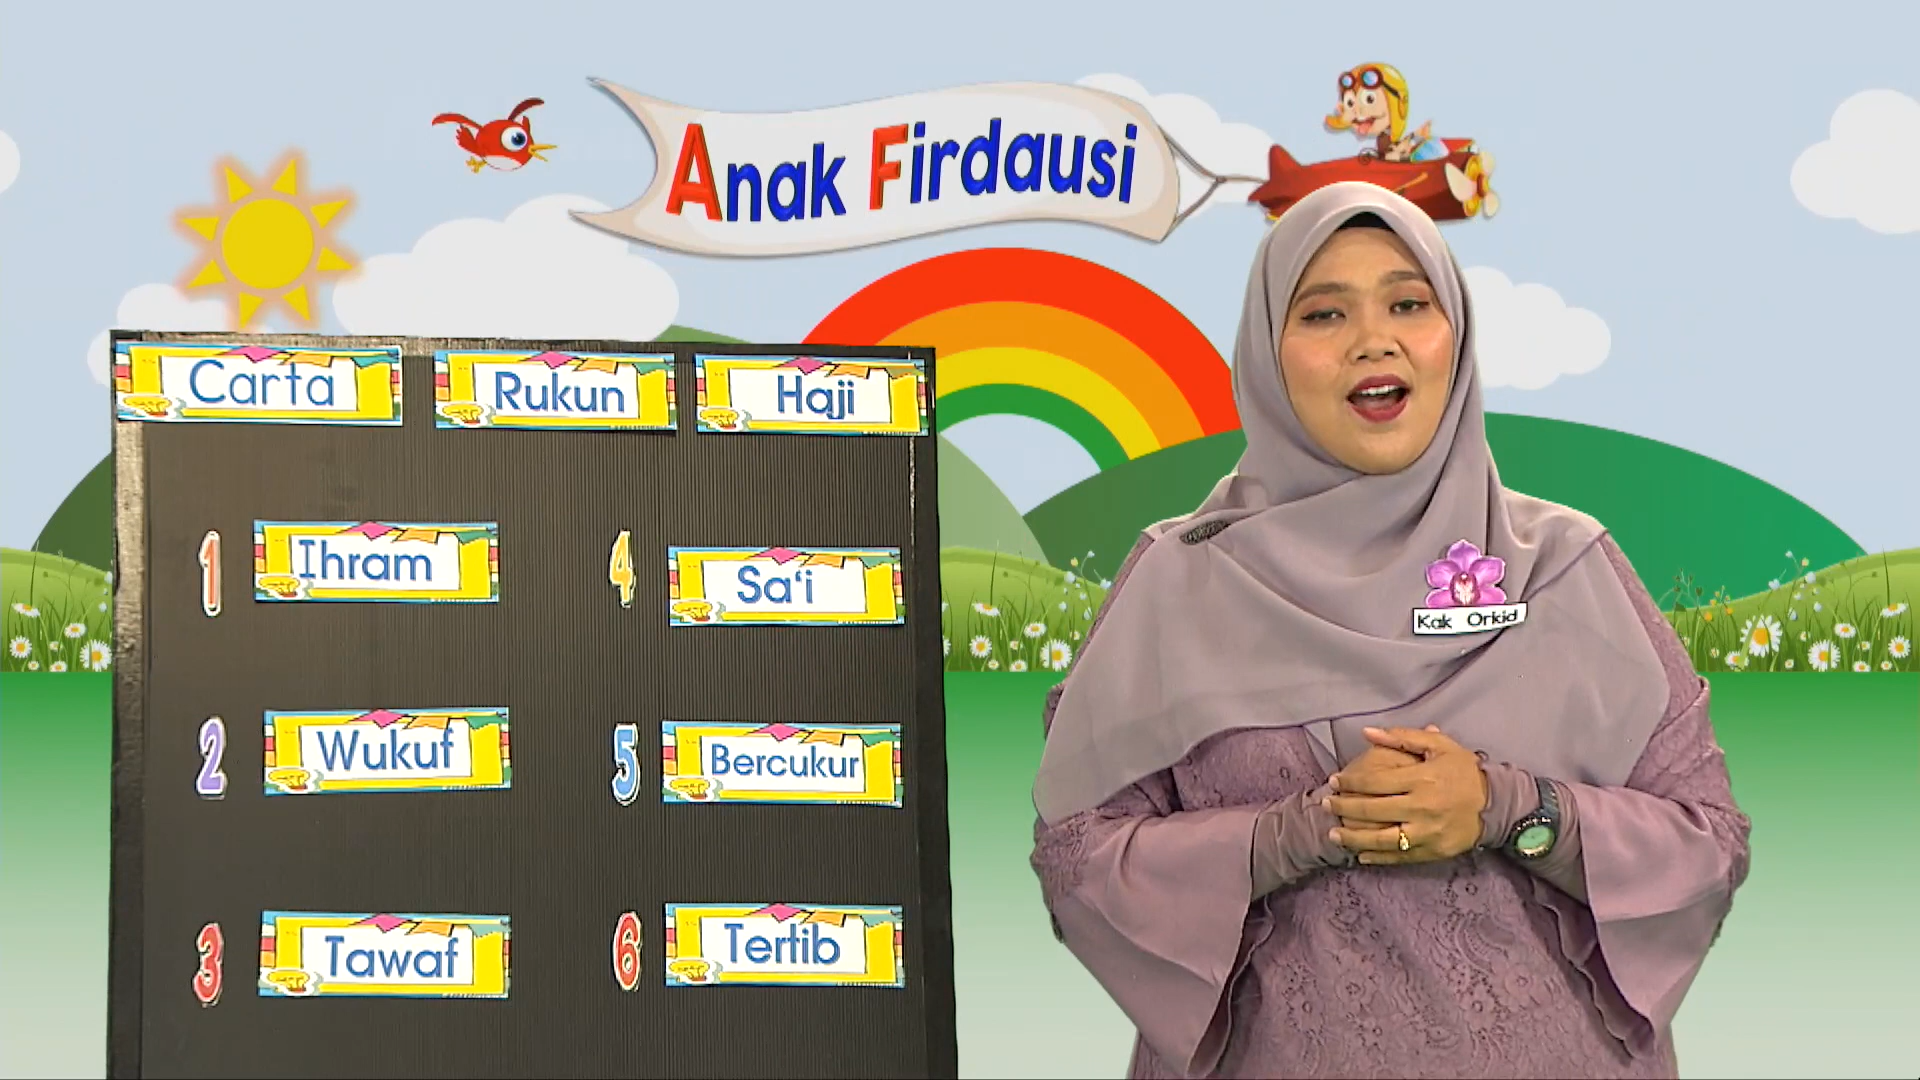 Anak Firdausi
Carta Rukun Haji
1 Ihram
2 Wukuf
3 Tawaf
4 Sa'i
5 Bercukur
6 Tertib
Kak Orkid